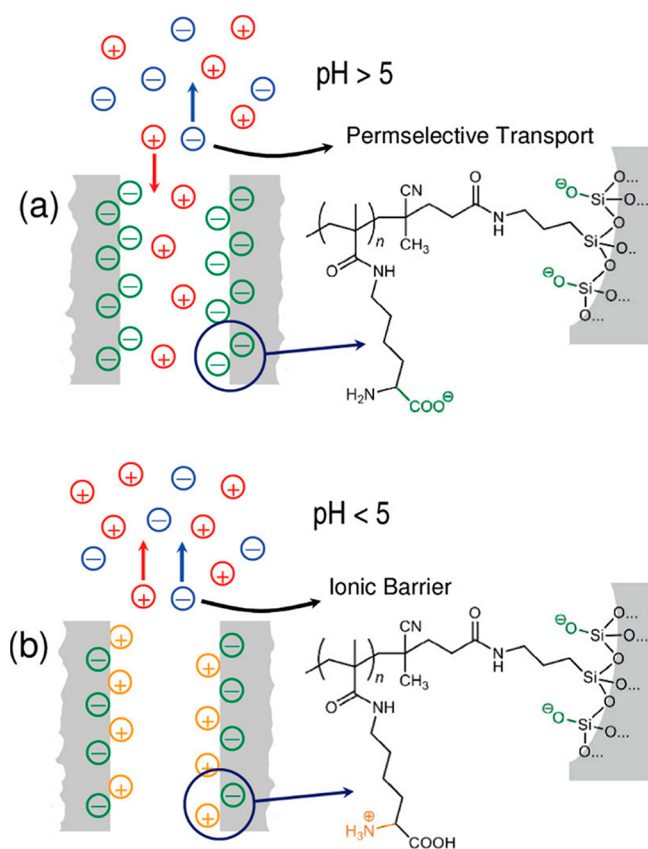 pH > 5
Permselective Transport
(a)
CN
O
n
CH3
N
H
O
NH
H2N
COO⊖
⊖O
Si
O...
O
O...
Si
O..
O
⊖O
Si
O...
O...
pH < 5
Ionic Barrier
(b)
CN
O
n
CH3
N
H
O
NH
H3N
⊕
COOH
⊖O
Si
O...
O
O...
Si
O...
O
⊖O
Si
O...
O...